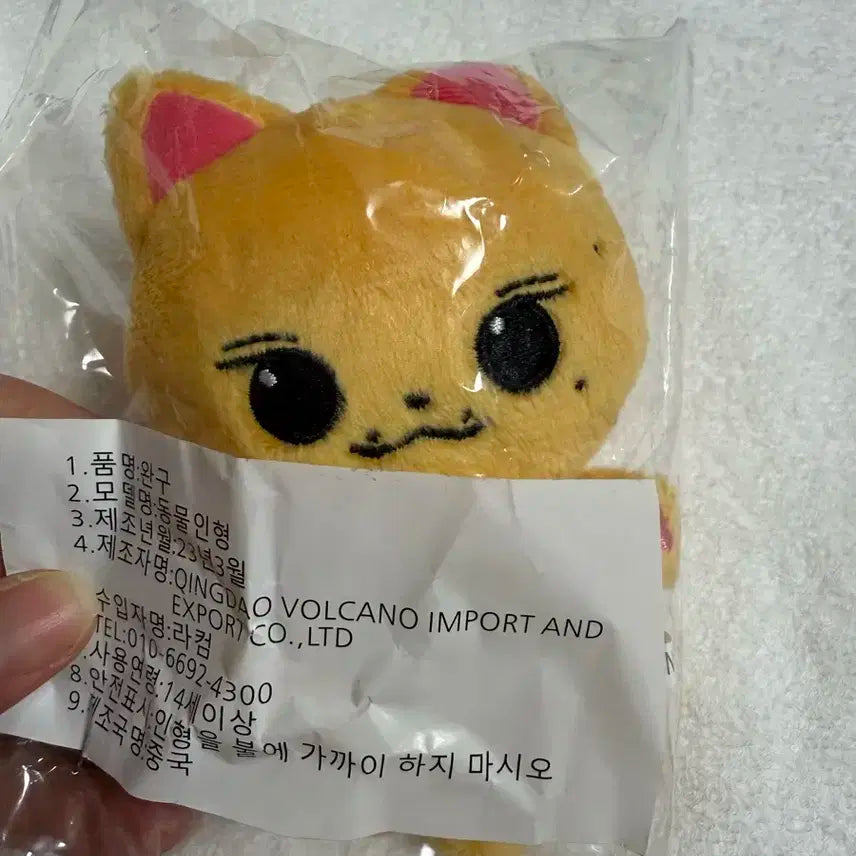 1.품 명:완구
2.모델명:동물인형
3.제조년월:23년3월
4.제조자명:QINGDAO VOLCANO IMPORT AND
EXPORT CO.,LTD
수입자명:라컴
TEL:010-6692-4300
.사용연령:14세이상
8.안전표시:인형을 불에 가까이 하지 마시오
9.제조국명:중국